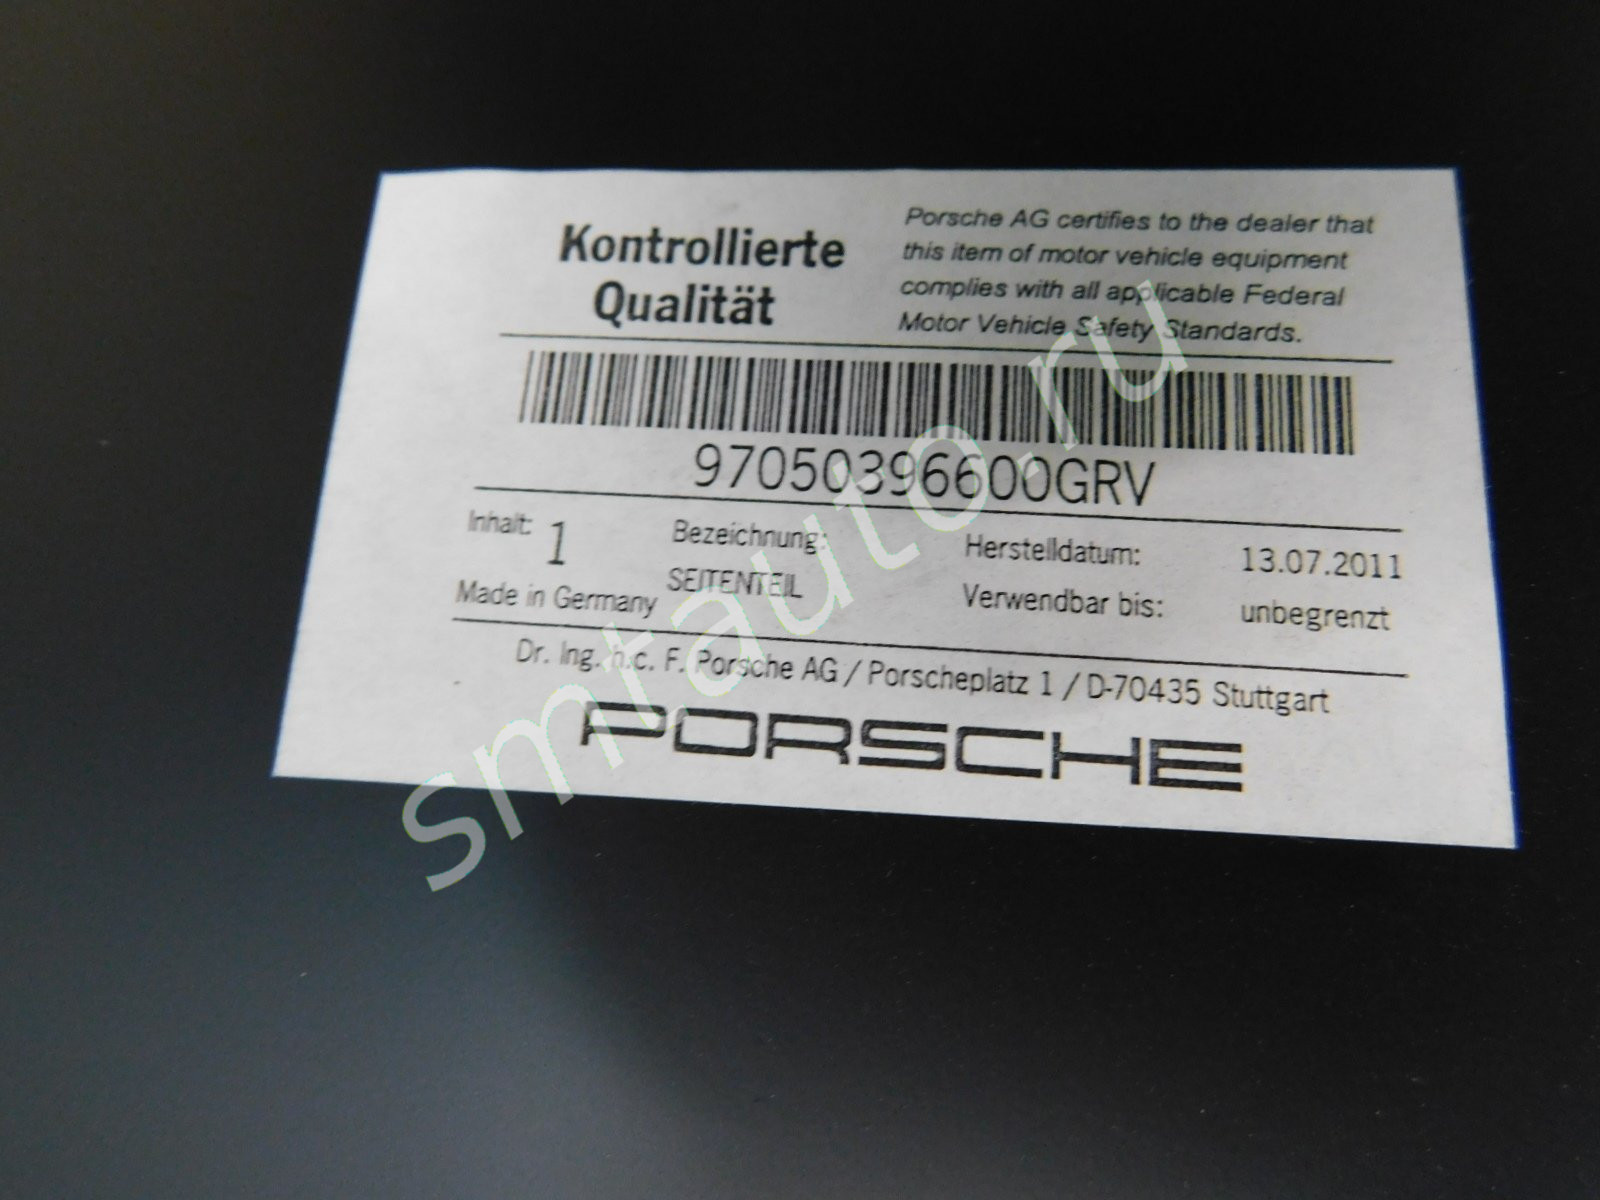 Kontrollierte
Qualität
Porsche AG certifies to the dealer that
this item of motor vehicle equipment
complies with all applicable Federal
Motor Vehicle Safety Standards.
97050396600GRV
Inhalt: 1
Made in Germany
Bezeichnung:
SEITENTEIL
Herstelldatum: 13.07.2011
Verwendbar bis: unbegrenzt
Dr. Ing. h.c. F. Porsche AG / Porscheplatz 1 / D-70435 Stuttgart
PORSCHE
smtauto.ru